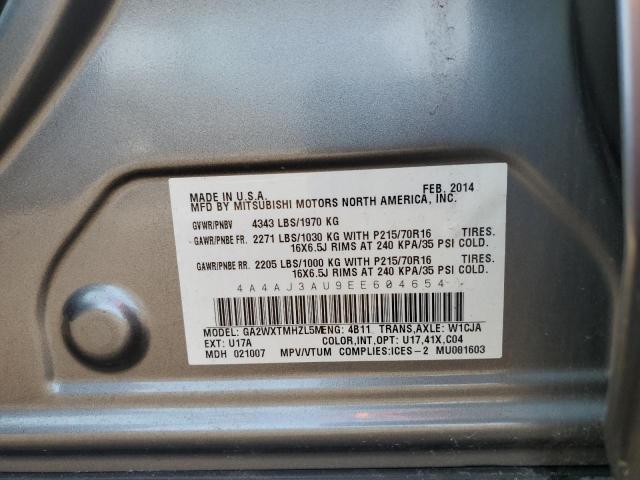 MADE IN U.S.A. FEB, 2014
MFD BY MITSUBISHI MOTORS NORTH AMERICA, INC.
GVWR/PNBV 4343 LBS/1970 KG
GAWR/PNBE FR. 2271 LBS/1030 KG WITH P215/70R16 TIRES.
16X6.5J RIMS AT 240 KPA/35 PSI COLD.
GAWR/PNBE RR. 2205 LBS/1000 KG WITH P215/70R16 TIRES.
16X6.5J RIMS AT 240 KPA/35 PSI COLD.
4A4AJ3AU9EE604654
MODEL: GA2WXTMHZL5MENG: 4B11 TRANS,AXLE: W1CJA
EXT: U17A COLOR,INT,OPT: U17,41X,C04
MDH 021007 MPV/VTUM COMPLIES:ICES-2 MU001603